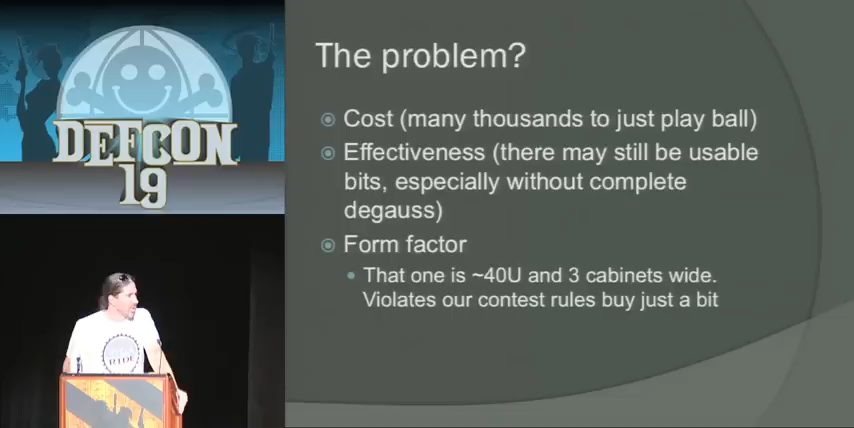 DEFCON
19
RIDE
The problem?
Cost (many thousands to just play ball)
Effectiveness (there may still be usable
bits, especially without complete
degauss)
Form factor
That one is ~40U and 3 cabinets wide.
Violates our contest rules buy just a bit